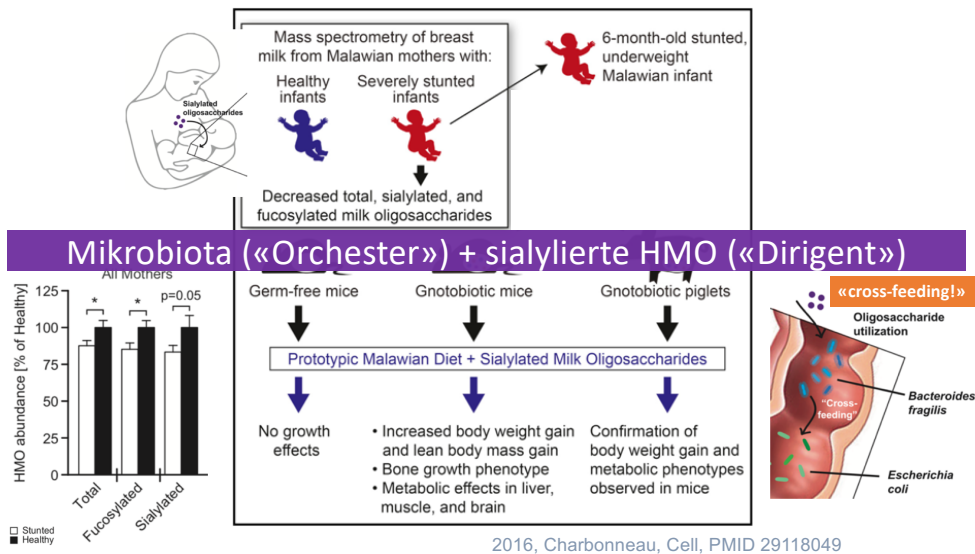 Mass spectrometry of breast
milk from Malawian mothers with:
Healthy
infants
Severely stunted
infants
6-month-old stunted,
underweight
Malawian infant
Sialylated
oligosaccharides
Decreased total, sialylated, and
fucosylated milk oligosaccharides
Mikrobiota («Orchester») + sialylierte HMO («Dirigent»)
All Mothers
HMO abundance [% of Healthy]
125
100
75
50
25
0
*
*
p=0.05
Total
Fucosylated
Sialylated
Stunted
Healthy
Germ-free mice
Gnotobiotic mice
Gnotobiotic piglets
Prototypic Malawian Diet + Sialylated Milk Oligosaccharides
No growth
effects
• Increased body weight gain
and lean body mass gain
• Bone growth phenotype
• Metabolic effects in liver,
muscle, and brain
Confirmation of
body weight gain and
metabolic phenotypes
observed in mice
«cross-feeding!»
Oligosaccharide
utilization
Bacteroides
fragilis
"Cross-
feeding"
Escherichia
coli
2016, Charbonneau, Cell, PMID 29118049